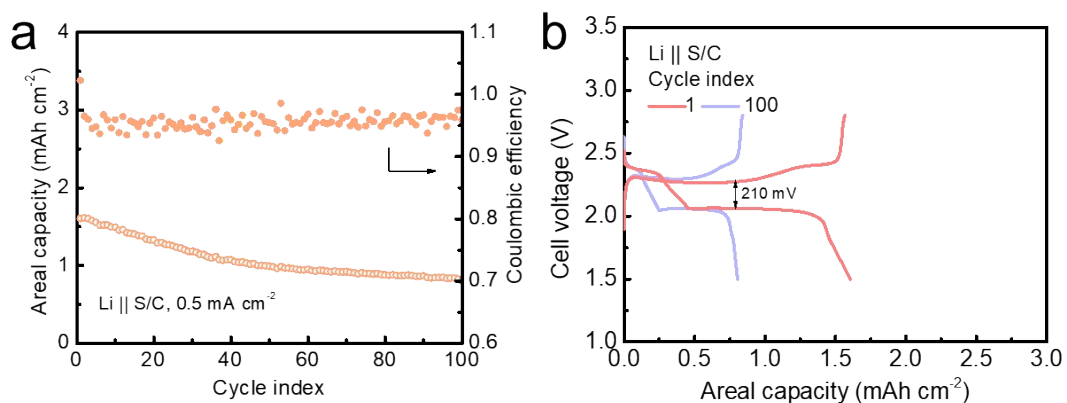 a
4
3
2
1
0
Areal capacity (mAh cm-2)
1.1
1.0
0.9
0.8
0.7
0.6
Coulombic efficiency
Li || S/C, 0.5 mA cm-2
0 20 40 60 80 100
Cycle index
b
3.5
3.0
2.5
2.0
1.5
1.0
Cell voltage (V)
Li || S/C
Cycle index
1 100
210 mV
0.0 0.5 1.0 1.5 2.0 2.5 3.0
Areal capacity (mAh cm-2)